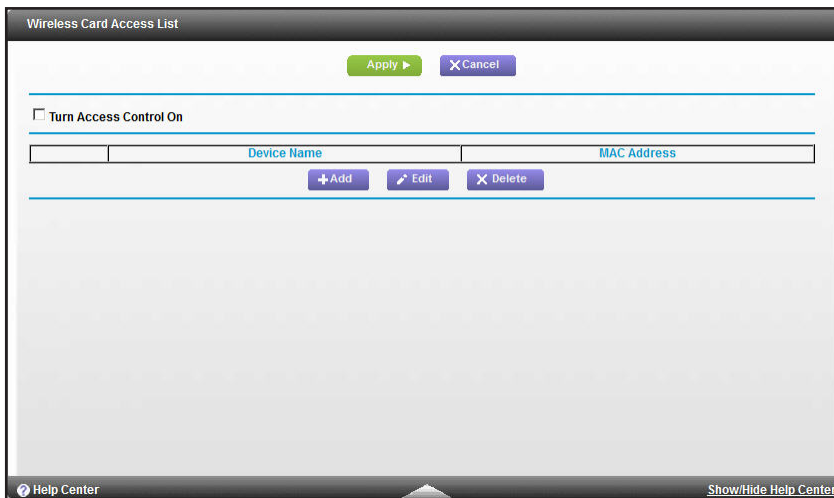 Wireless Card Access List
Apply
Cancel
Turn Access Control On
Device Name MAC Address
Add Edit Delete
Help Center Show/Hide Help Center